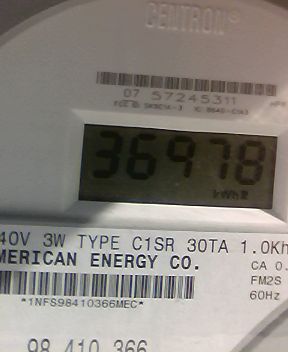 CENTRON®
07 57245311
36978
kWh
40V 3W TYPE C1SR 30TA 1.0Kh
MERICAN ENERGY CO.
CA 0.
FM2S
60Hz
*1NFS98410366MEC*
98 410 366